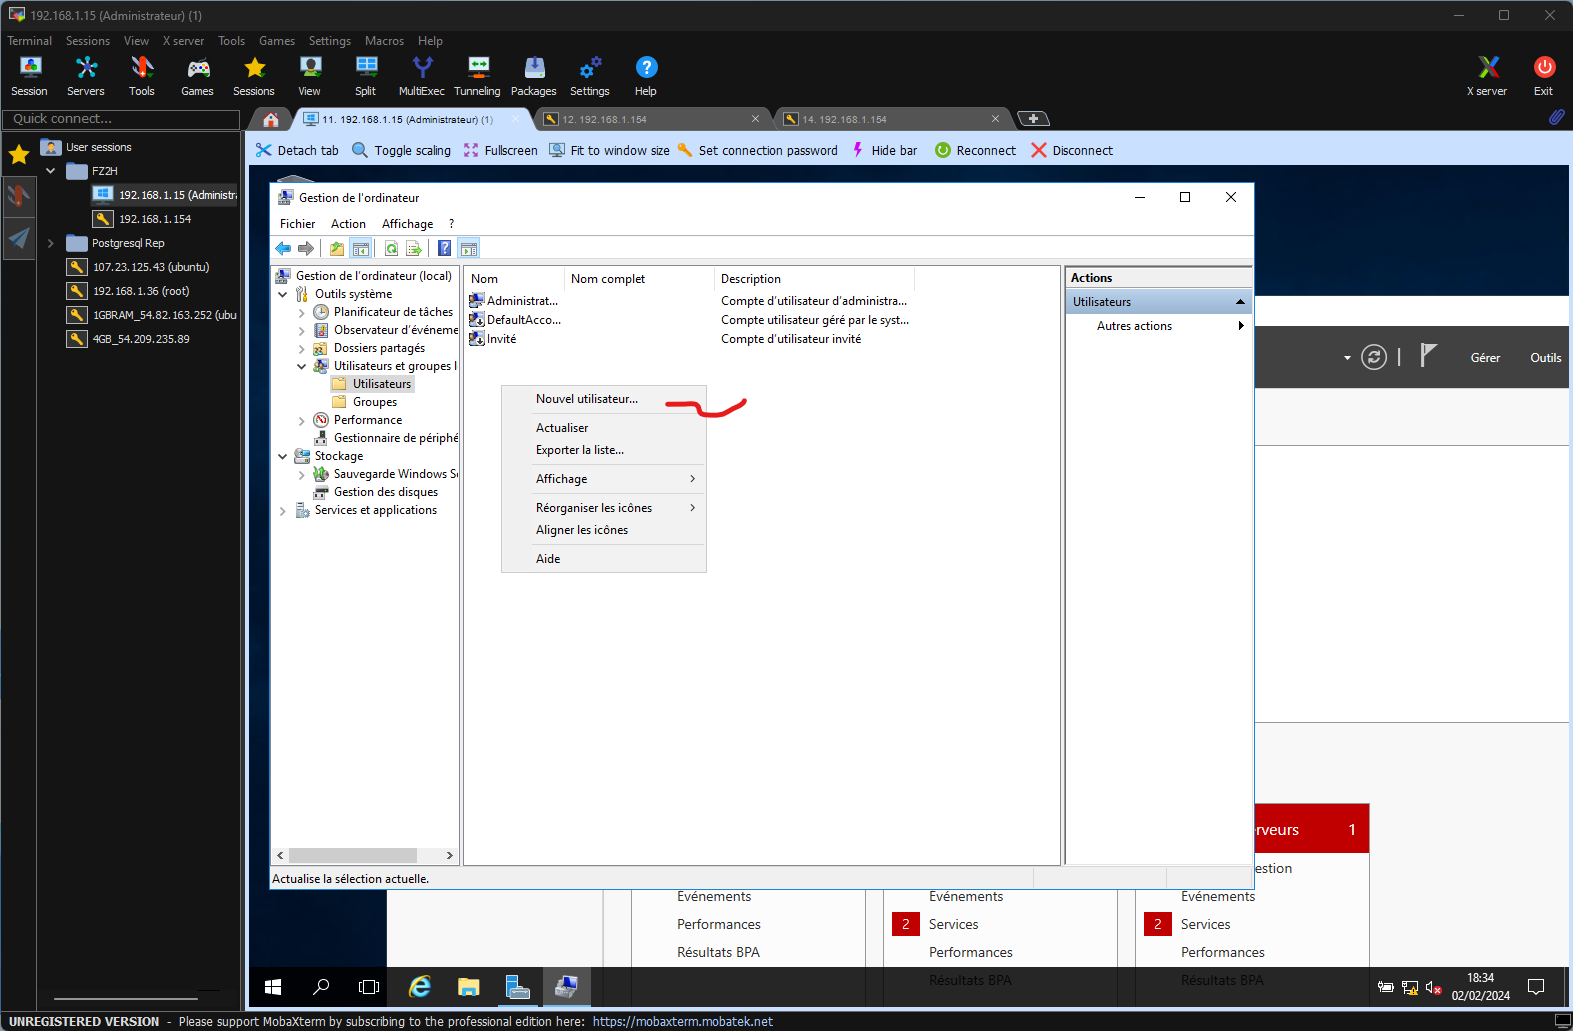 192.168.1.15 (Administrateur) (1)
Terminal Sessions View X server Tools Games Settings Macros Help
Session Servers Tools Games Sessions View Split MultiExec Tunneling Packages Settings Help X server Exit
Quick connect...
11. 192.168.1.15 (Administrateur) (1)
12. 192.168.1.154
14. 192.168.1.154
Detach tab Toggle scaling Fullscreen Fit to window size Set connection password Hide bar Reconnect Disconnect
User sessions
FZ2H
192.168.1.15 (Administra
192.168.1.154
Postgresql Rep
107.23.125.43 (ubuntu)
192.168.1.36 (root)
1GBRAM_54.82.163.252 (ubu
4GB_54.209.235.89
Gestion de l'ordinateur
Fichier Action Affichage ?
Gestion de l'ordinateur (local)
Outils système
Planificateur de tâches
Observateur d'événeme
Dossiers partagés
Utilisateurs et groupes l
Utilisateurs
Groupes
Performance
Gestionnaire de périphé
Stockage
Sauvegarde Windows Se
Gestion des disques
Services et applications
Nom Nom complet Description
Administrat... Compte d'utilisateur d'administra...
DefaultAcco... Compte utilisateur géré par le syst...
Invité Compte d'utilisateur invité
Nouvel utilisateur...
Actualiser
Exporter la liste...
Affichage
Réorganiser les icônes
Aligner les icônes
Aide
Actions
Utilisateurs
Autres actions
Actualise la sélection actuelle.
Gérer Outils
erveurs 1
estion
Événements
Performances
Résultats BPA
Événements
2 Services
Performances
Résultats BPA
Événements
2 Services
Performances
Résultats BPA
18:34
02/02/2024
UNREGISTERED VERSION - Please support MobaXterm by subscribing to the professional edition here: https://mobaxterm.mobatek.net